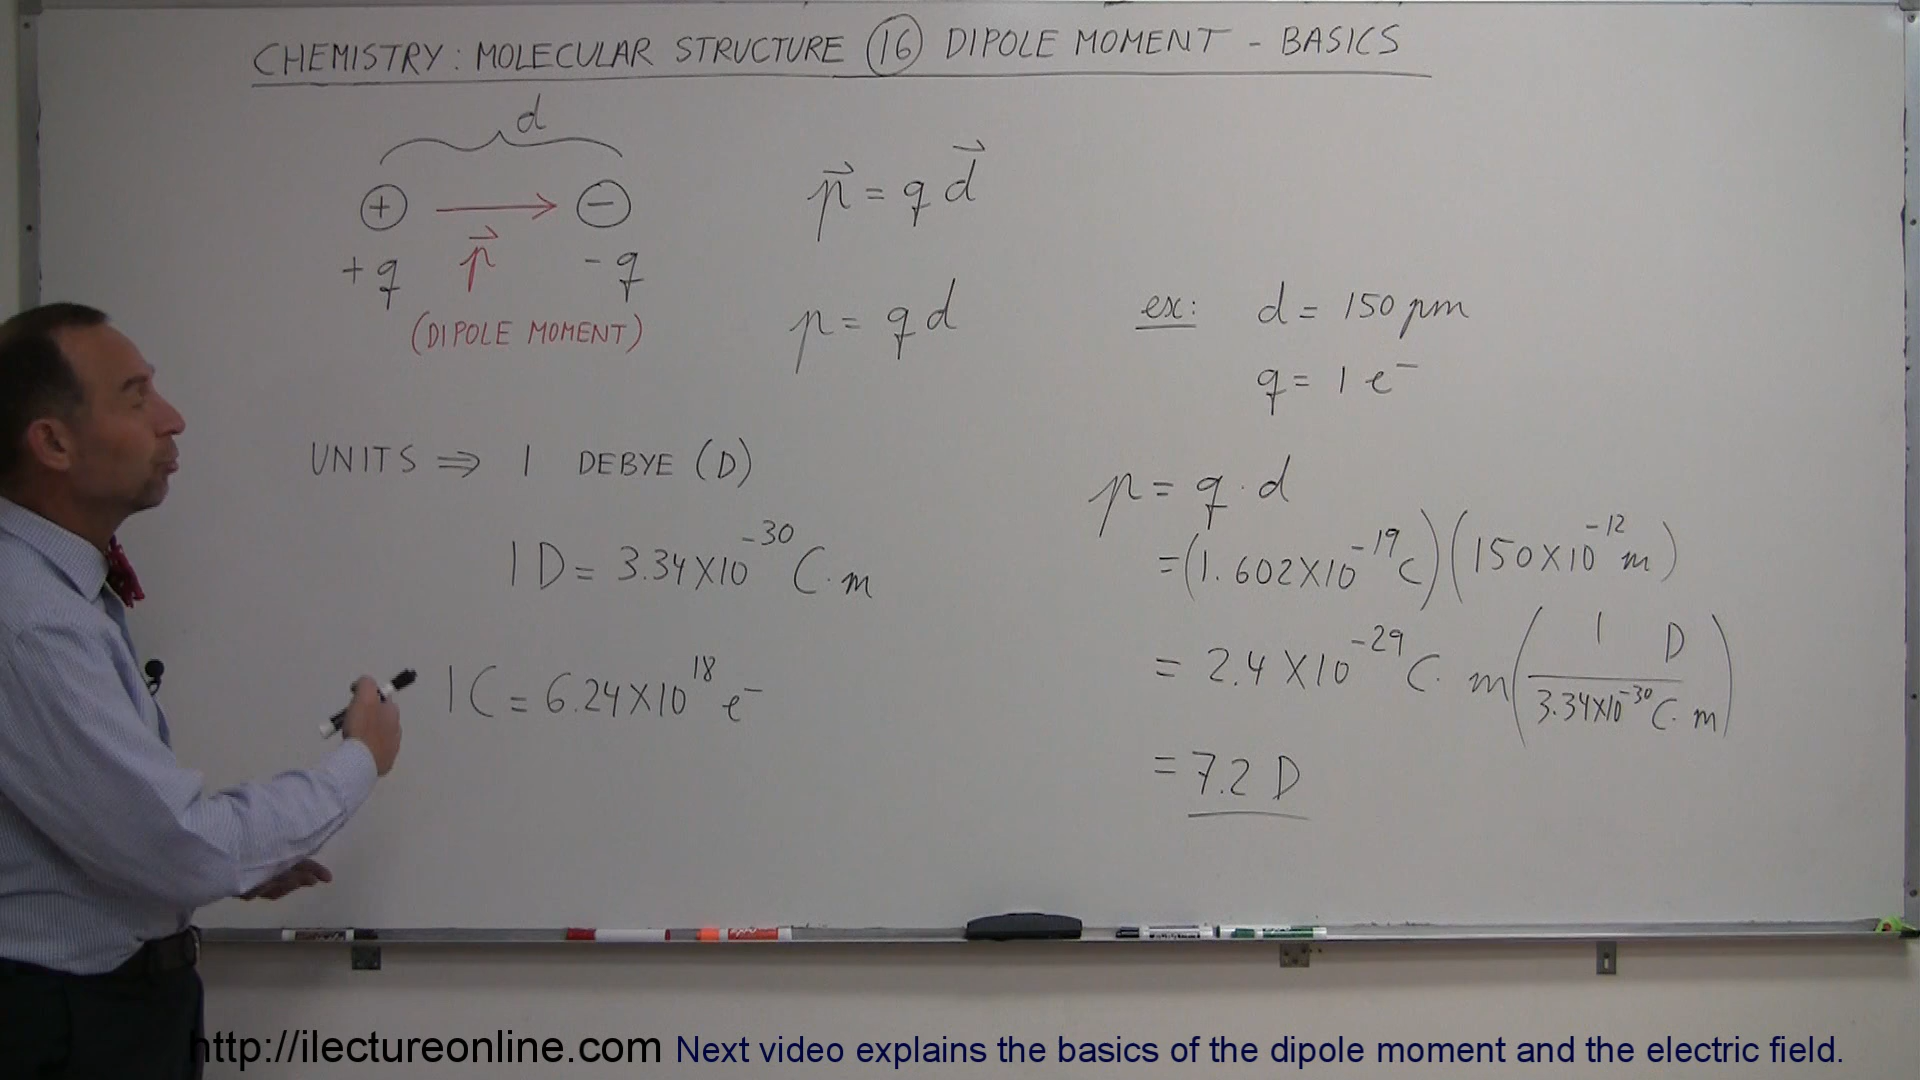 CHEMISTRY: MOLECULAR STRUCTURE 16 DIPOLE MOMENT - BASICS
d
+ −
+q p⃗ -q
(DIPOLE MOMENT)
p⃗ = q d⃗
p = q d
UNITS ⇒ 1 DEBYE (D)
1 D = 3.34×10⁻³⁰ C·m
1 C = 6.24×10¹⁸ e⁻
ex: d = 150 pm
q = 1 e⁻
p = q · d
= (1.602×10⁻¹⁹ C)(150×10⁻¹² m)
= 2.4 × 10⁻²⁹ C· m (1 D / 3.34×10⁻³⁰ C· m)
= 7.2 D
http://ilectureonline.com Next video explains the basics of the dipole moment and the electric field.